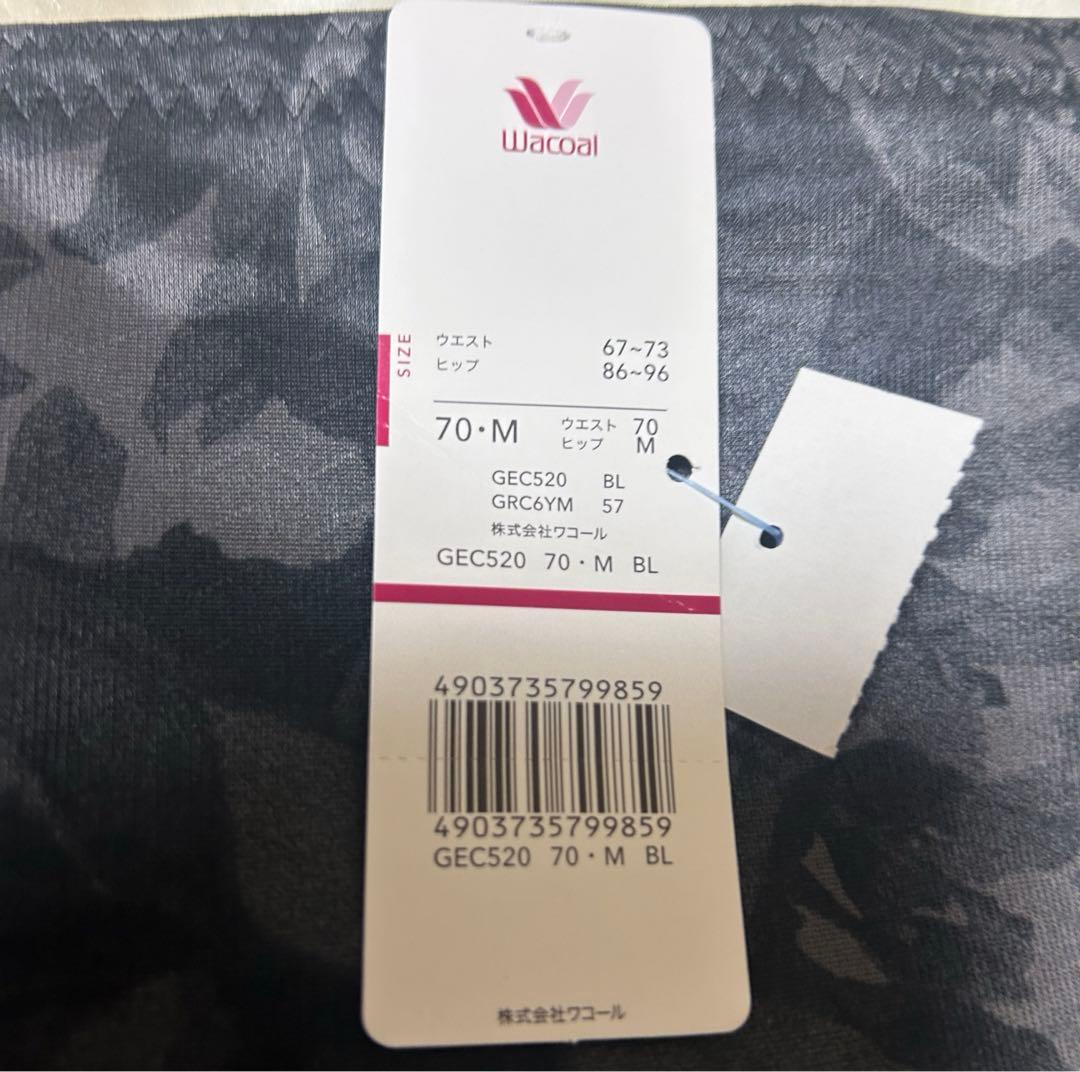 Wacoal
SIZE
ウエスト 67~73
ヒップ 86~96
70・M ウエスト 70
ヒップ M
GEC520 BL
GRC6YM 57
株式会社ワコール
GEC520 70・M BL
4903735799859
4903735799859
GEC520 70・M BL
株式会社ワコール